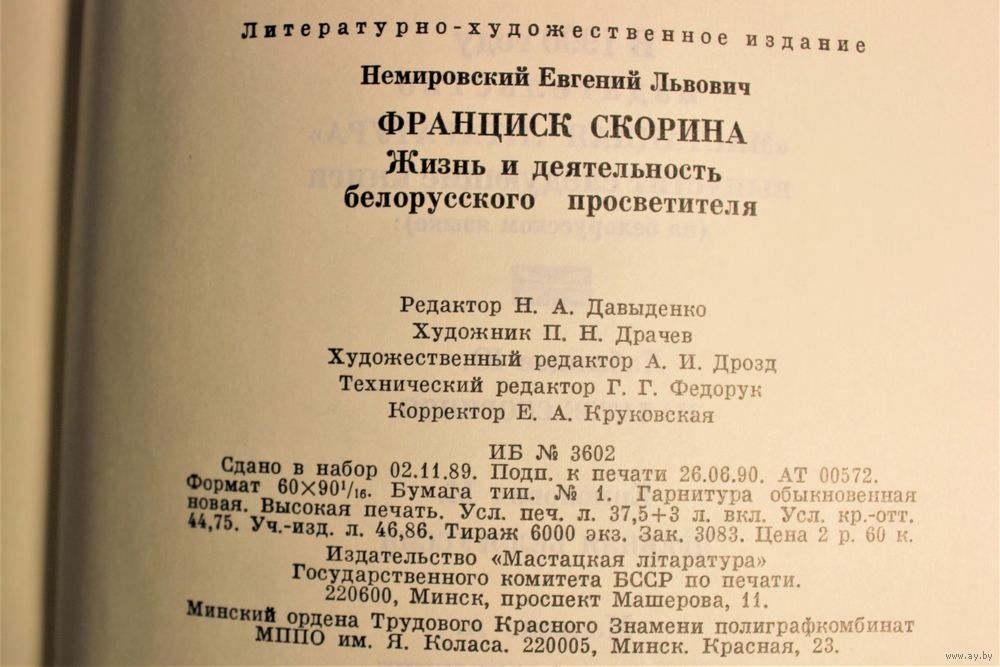 Литературно-художественное издание
Немировский Евгений Львович
ФРАНЦИСК СКОРИНА
Жизнь и деятельность
белорусского просветителя
Редактор Н. А. Давыденко
Художник П. Н. Драчев
Художественный редактор А. И. Дрозд
Технический редактор Г. Г. Федорук
Корректор Е. А. Круковская
ИБ № 3602
Сдано в набор 02.11.89. Подп. к печати 26.06.90. АТ 00572.
Формат 60×90¹/₁₆. Бумага тип. № 1. Гарнитура обыкновенная
новая. Высокая печать. Усл. печ. л. 37,5+3 л. вкл. Усл. кр.-отт.
44,75. Уч.-изд. л. 46,86. Тираж 6000 экз. Зак. 3083. Цена 2 р. 60 к.
Издательство «Мастацкая літаратура»
Государственного комитета БССР по печати.
220600, Минск, проспект Машерова, 11.
Минский ордена Трудового Красного Знамени полиграфкомбинат
МППО им. Я. Коласа. 220005, Минск. Красная, 23.
www.ay.by